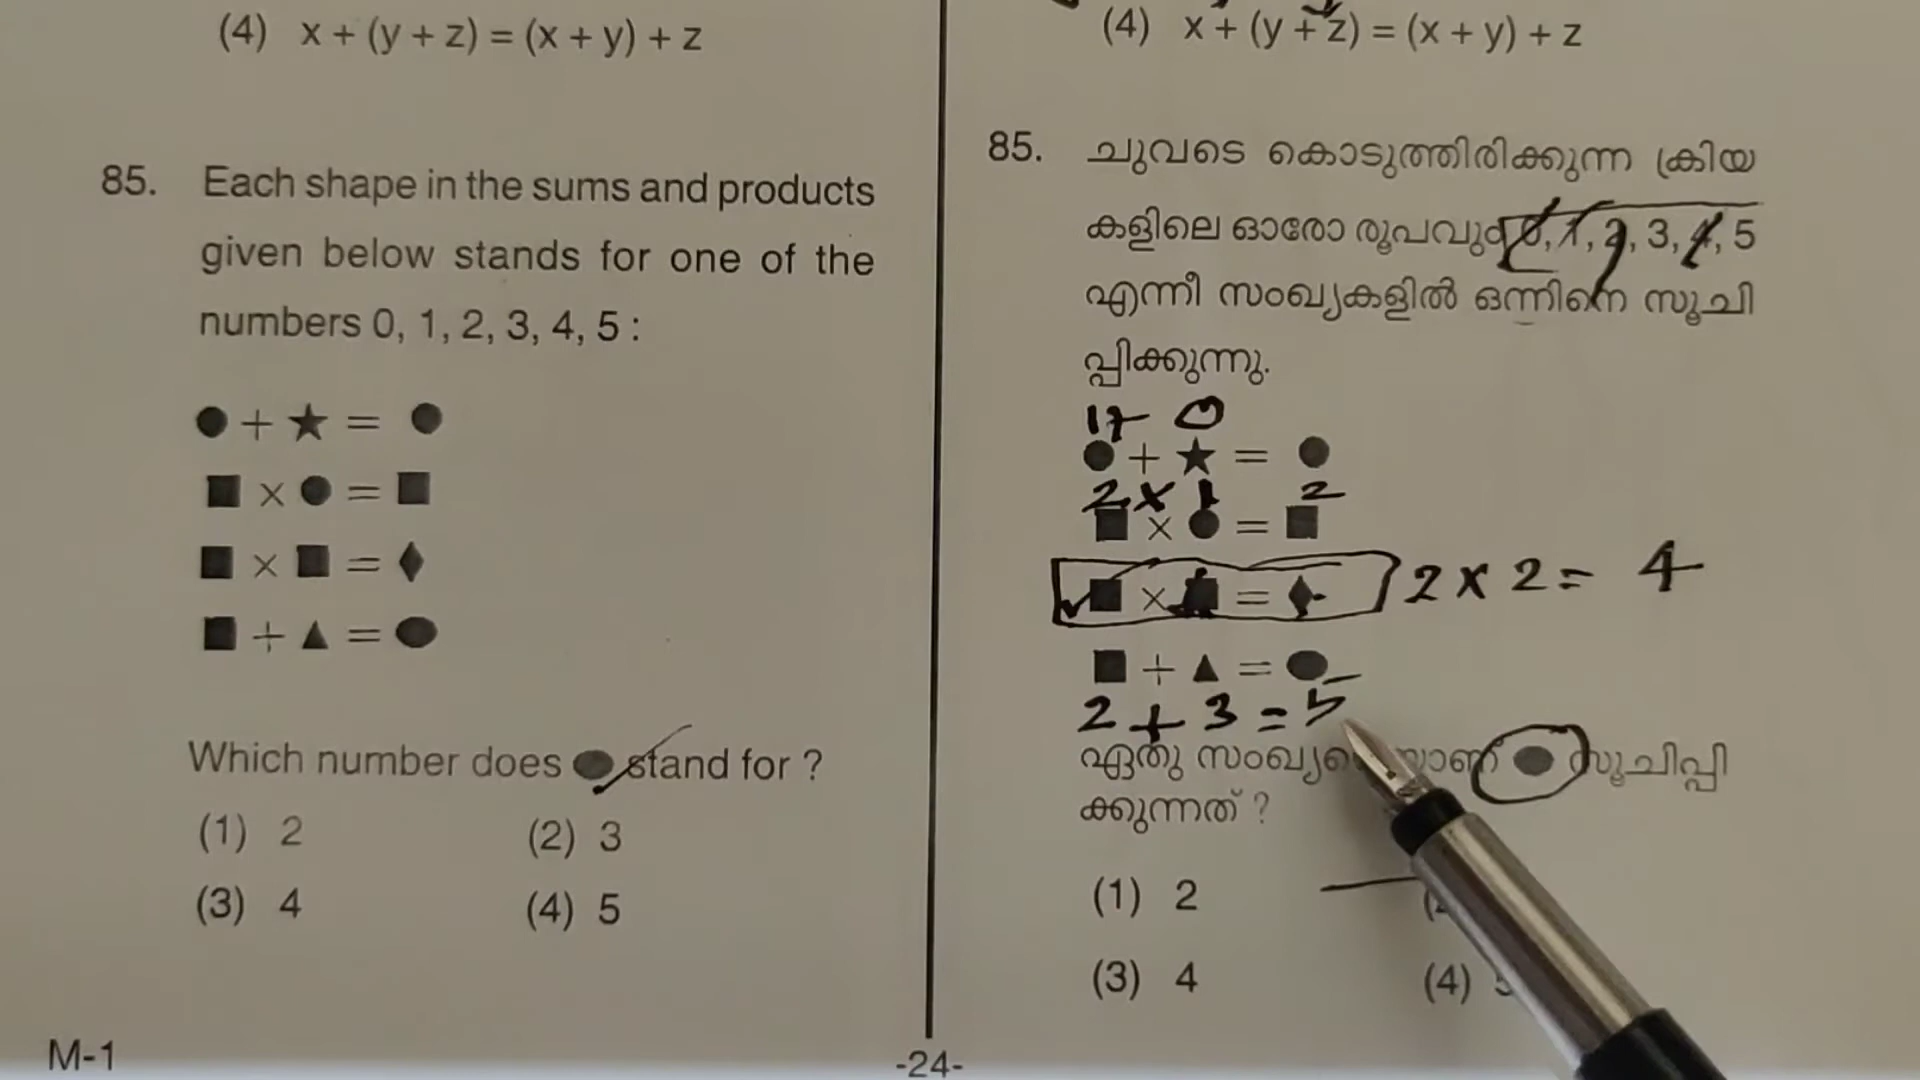 (4) x + (y + z) = (x + y) + z
85. Each shape in the sums and products
given below stands for one of the
numbers 0, 1, 2, 3, 4, 5 :
● + ★ = ●
■ × ● = ■
■ × ■ = ♦
■ + ▲ = ⬬
Which number does ⬬ stand for ?
(1) 2 (2) 3
(3) 4 (4) 5
M-1
(4) x + (y + z) = (x + y) + z
85. ചുവടെ കൊടുത്തിരിക്കുന്ന ക്രിയ
കളിലെ ഓരോ രൂപവും 0, 1, 2, 3, 4, 5
എന്നീ സംഖ്യകളിൽ ഒന്നിനെ സൂചി
പ്പിക്കുന്നു.
1+ 0
● + ★ = ●
2 × 1 2
■ × ● = ■
■ × ■ = ♦ 2 × 2 = 4
■ + ▲ = ⬬
2 + 3 = 5
ഏതു ⬬ സൂചിപ്പി
ക്കുന്നത് ?
(1) 2
(3) 4 (4)
-24-